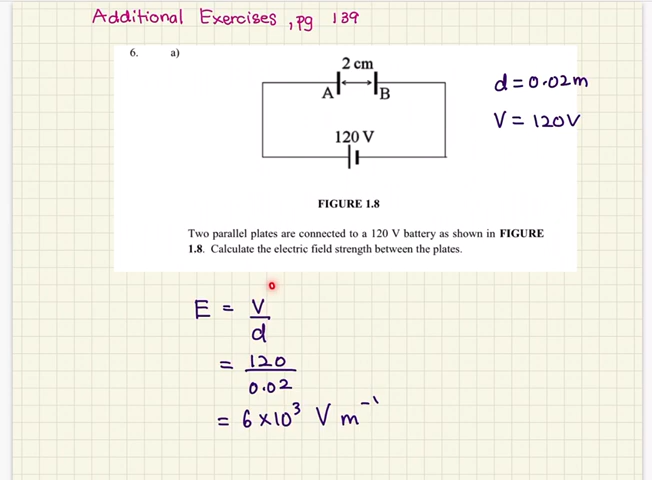 Additional Exercises, pg 139
6. a)
2 cm
A B
120 V
d = 0.02m
V = 120V
FIGURE 1.8
Two parallel plates are connected to a 120 V battery as shown in FIGURE
1.8. Calculate the electric field strength between the plates.
E = V/d
= 120/0.02
= 6 × 10³ V m⁻¹